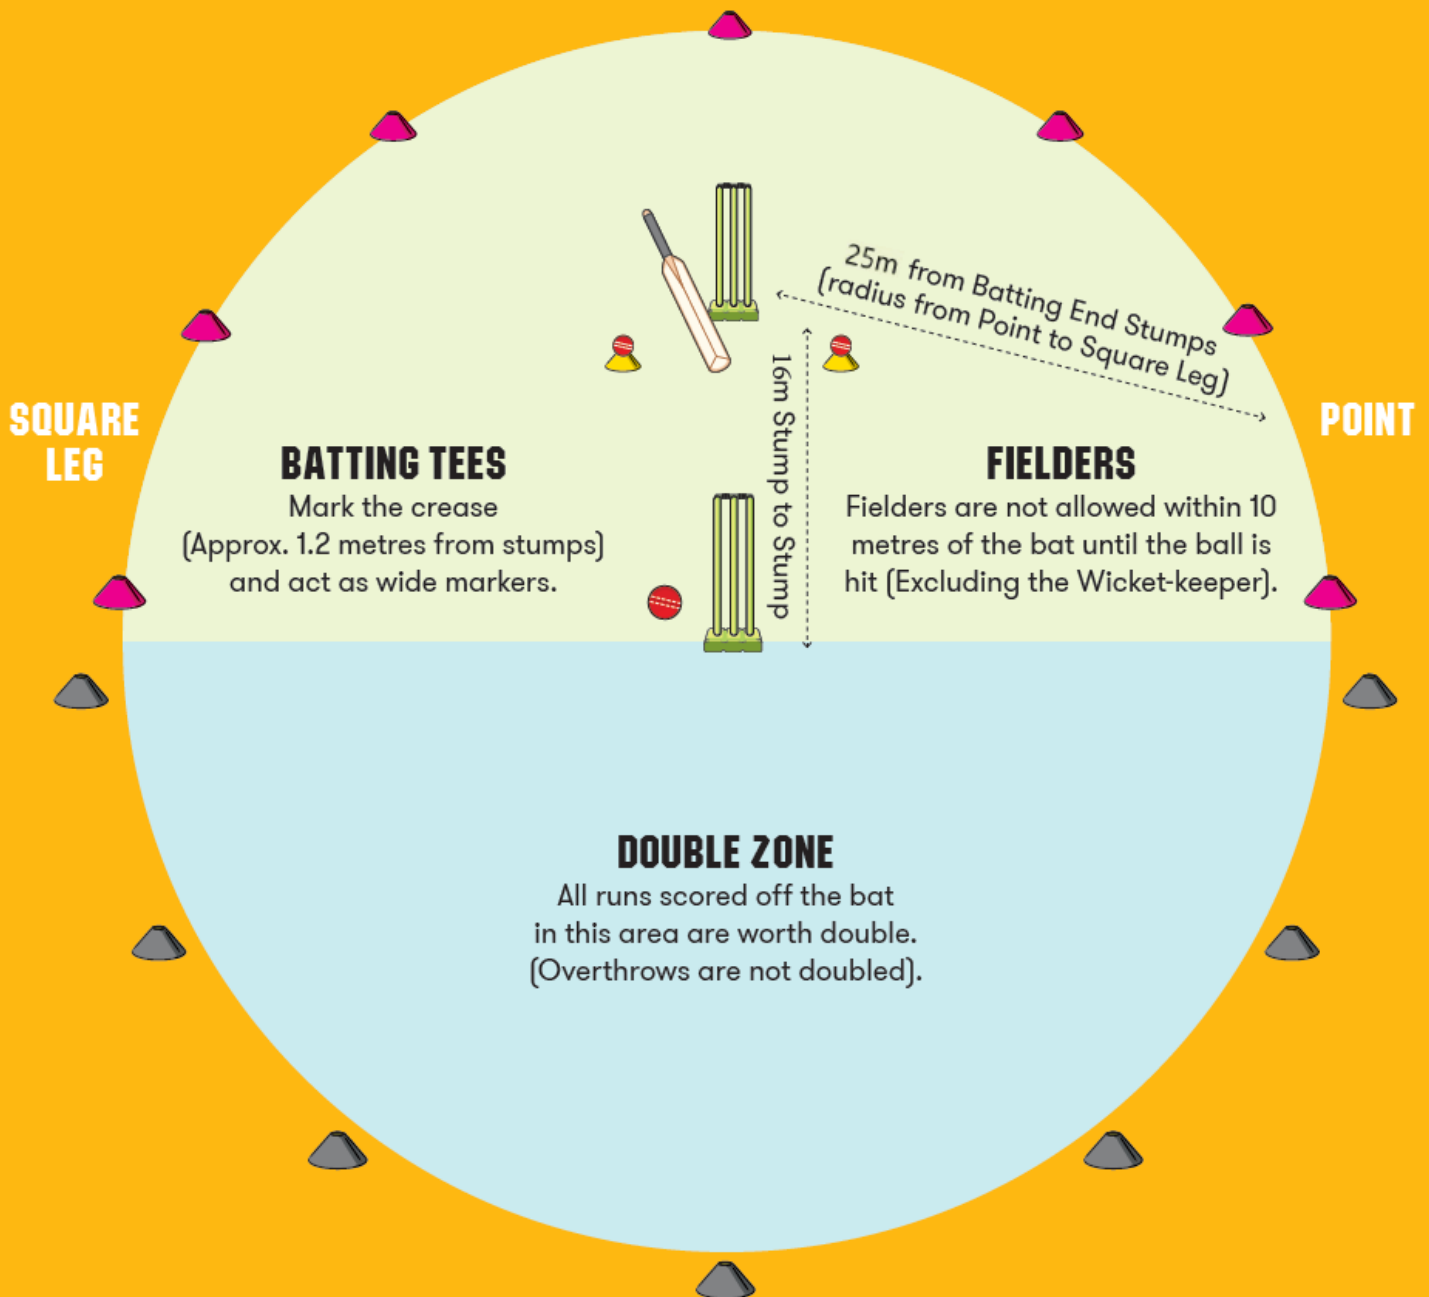 25m from Batting End Stumps
(radius from Point to Square Leg)
16m Stump to Stump
SQUARE
LEG
POINT
BATTING TEES
Mark the crease
(Approx. 1.2 metres from stumps)
and act as wide markers.
FIELDERS
Fielders are not allowed within 10
metres of the bat until the ball is
hit (Excluding the Wicket-keeper).
DOUBLE ZONE
All runs scored off the bat
in this area are worth double.
(Overthrows are not doubled).